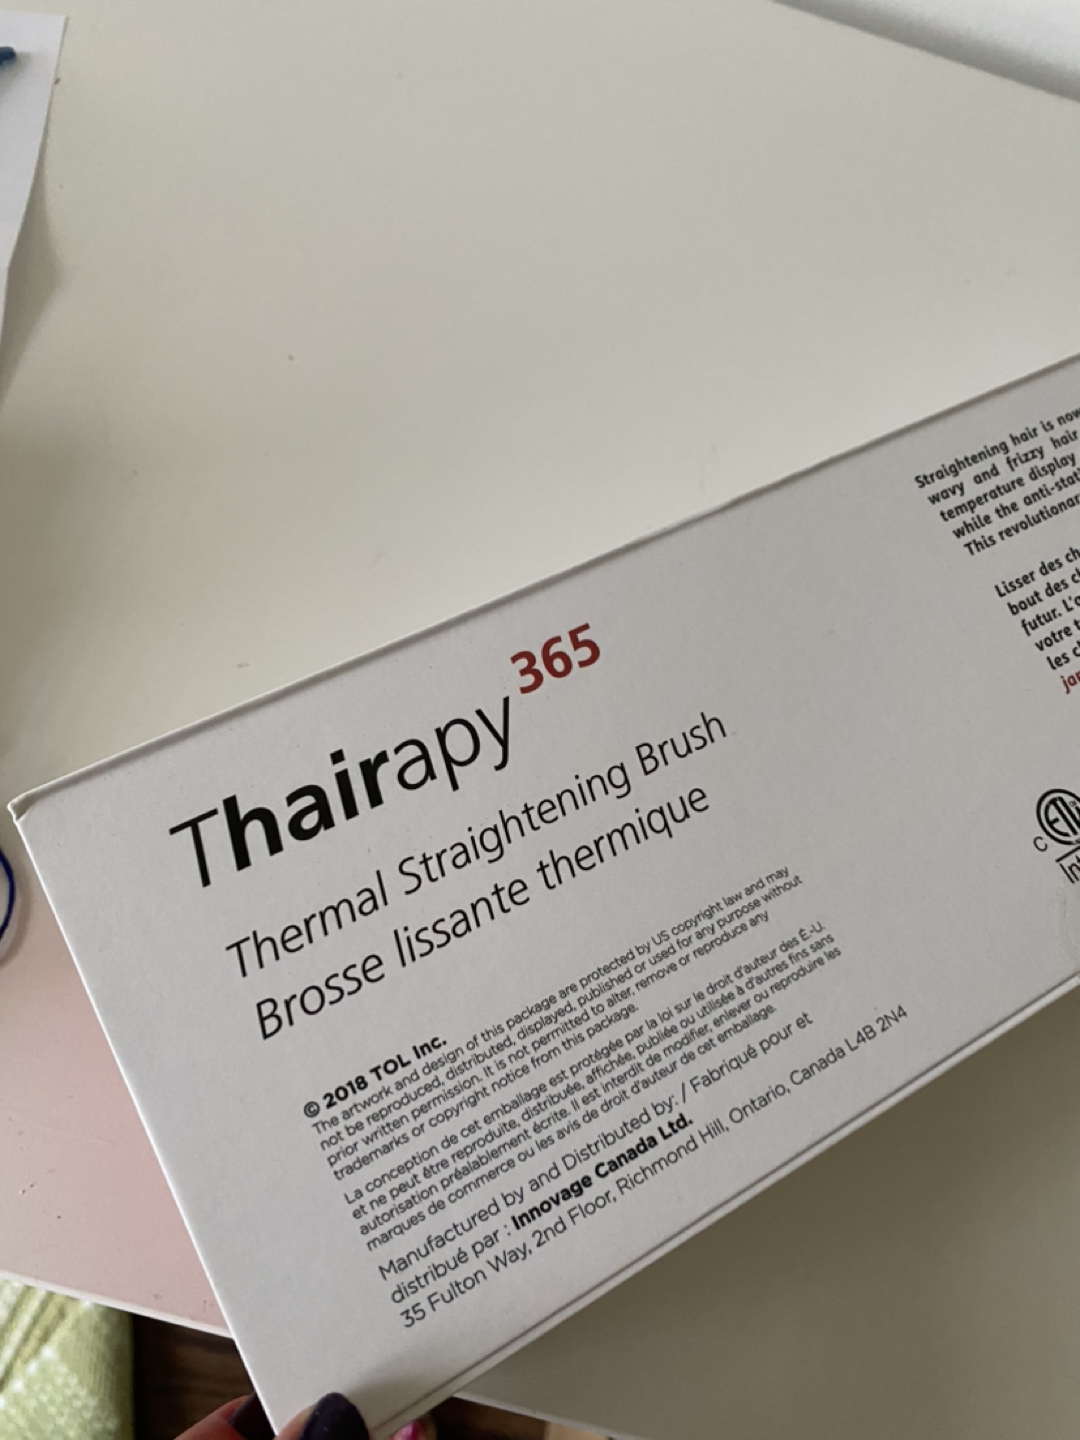 Thairapy 365
Thermal Straightening Brush
Brosse lissante thermique
© 2018 TOL Inc.
The artwork and design of this package are protected by US copyright law and may
not be reproduced, distributed, displayed, published or used for any purpose without
prior written permission. It is not permitted to alter, remove or reproduce any
trademarks or copyright notice from this package.
La conception de cet emballage est protégée par la loi sur le droit d'auteur des É.-U.
et ne peut être reproduite, distribuée, affichée, publiée ou utilisée à d'autres fins sans
autorisation préalablement écrite. Il est interdit de modifier, enlever ou reproduire les
marques de commerce ou les avis de droit d'auteur de cet emballage.
Manufactured by and Distributed by: / Fabriqué pour et
distribué par : Innovage Canada Ltd.
35 Fulton Way, 2nd Floor, Richmond Hill, Ontario, Canada L4B 2N4
Straightening hair is now
wavy and frizzy hair
temperature display
while the anti-stat
This revolutionar
Lisser des ch
bout des ch
futur. L'o
votre t
les c
jar
C
ETL
Int